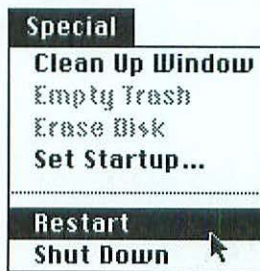 Special
Clean Up Window
Empty Trash
Erase Disk
Set Startup...
Restart
Shut Down